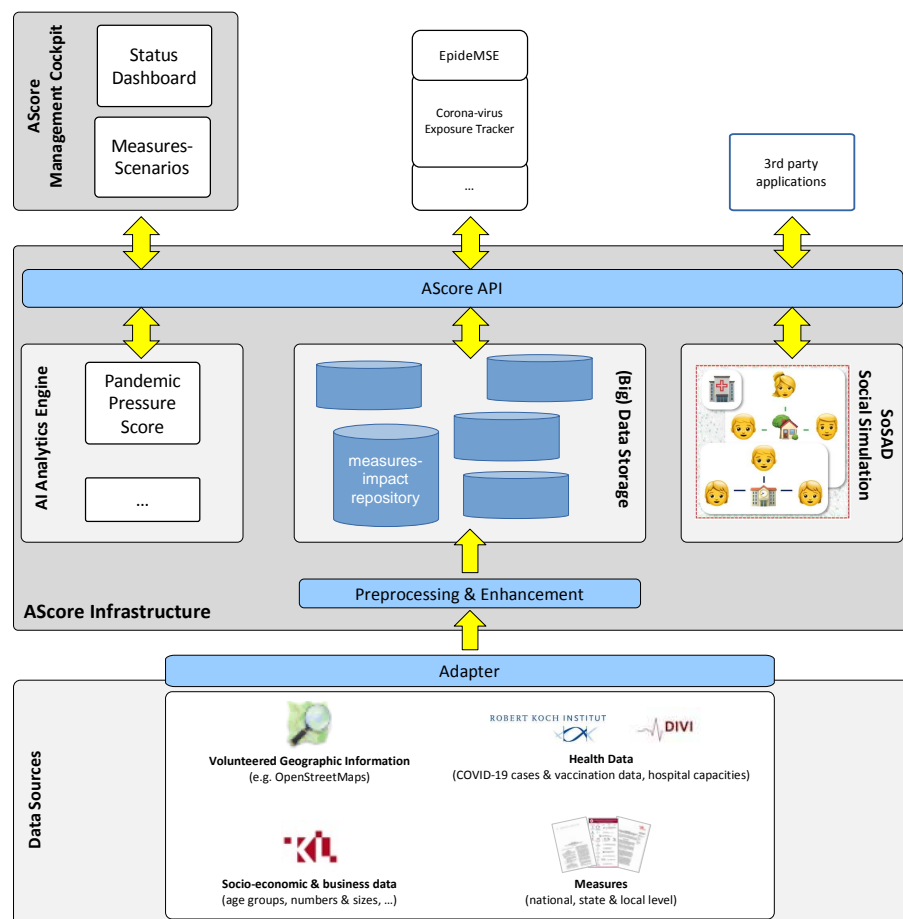 AScore
Management Cockpit
Status
Dashboard
Measures-
Scenarios
EpideMSE
Corona-virus
Exposure Tracker
...
3rd party
applications
AScore API
AI Analytics Engine
Pandemic
Pressure
Score
...
measures-
impact
repository
(Big) Data Storage
SoSAD
Social Simulation
Preprocessing & Enhancement
AScore Infrastructure
Adapter
Data Sources
Volunteered Geographic Information
(e.g. OpenStreetMaps)
ROBERT KOCH INSTITUT
DIVI
Health Data
(COVID-19 cases & vaccination data, hospital capacities)
KL
Socio-economic & business data
(age groups, numbers & sizes, ...)
Measures
(national, state & local level)